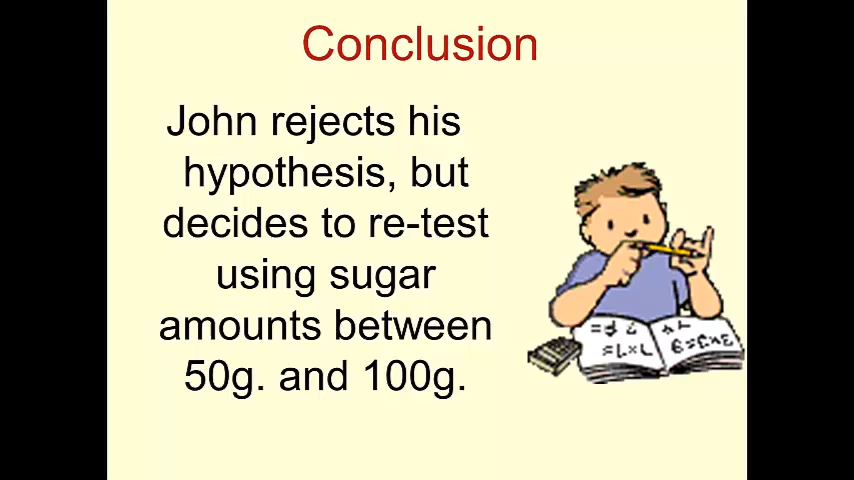 Conclusion
John rejects his
hypothesis, but
decides to re-test
using sugar
amounts between
50g. and 100g.